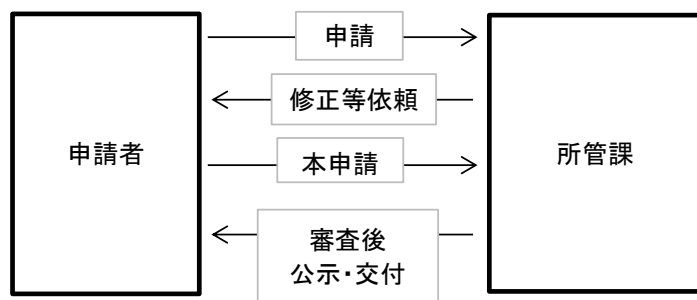 申請
修正等依頼
申請者
本申請
所管課
審査後
公示・交付